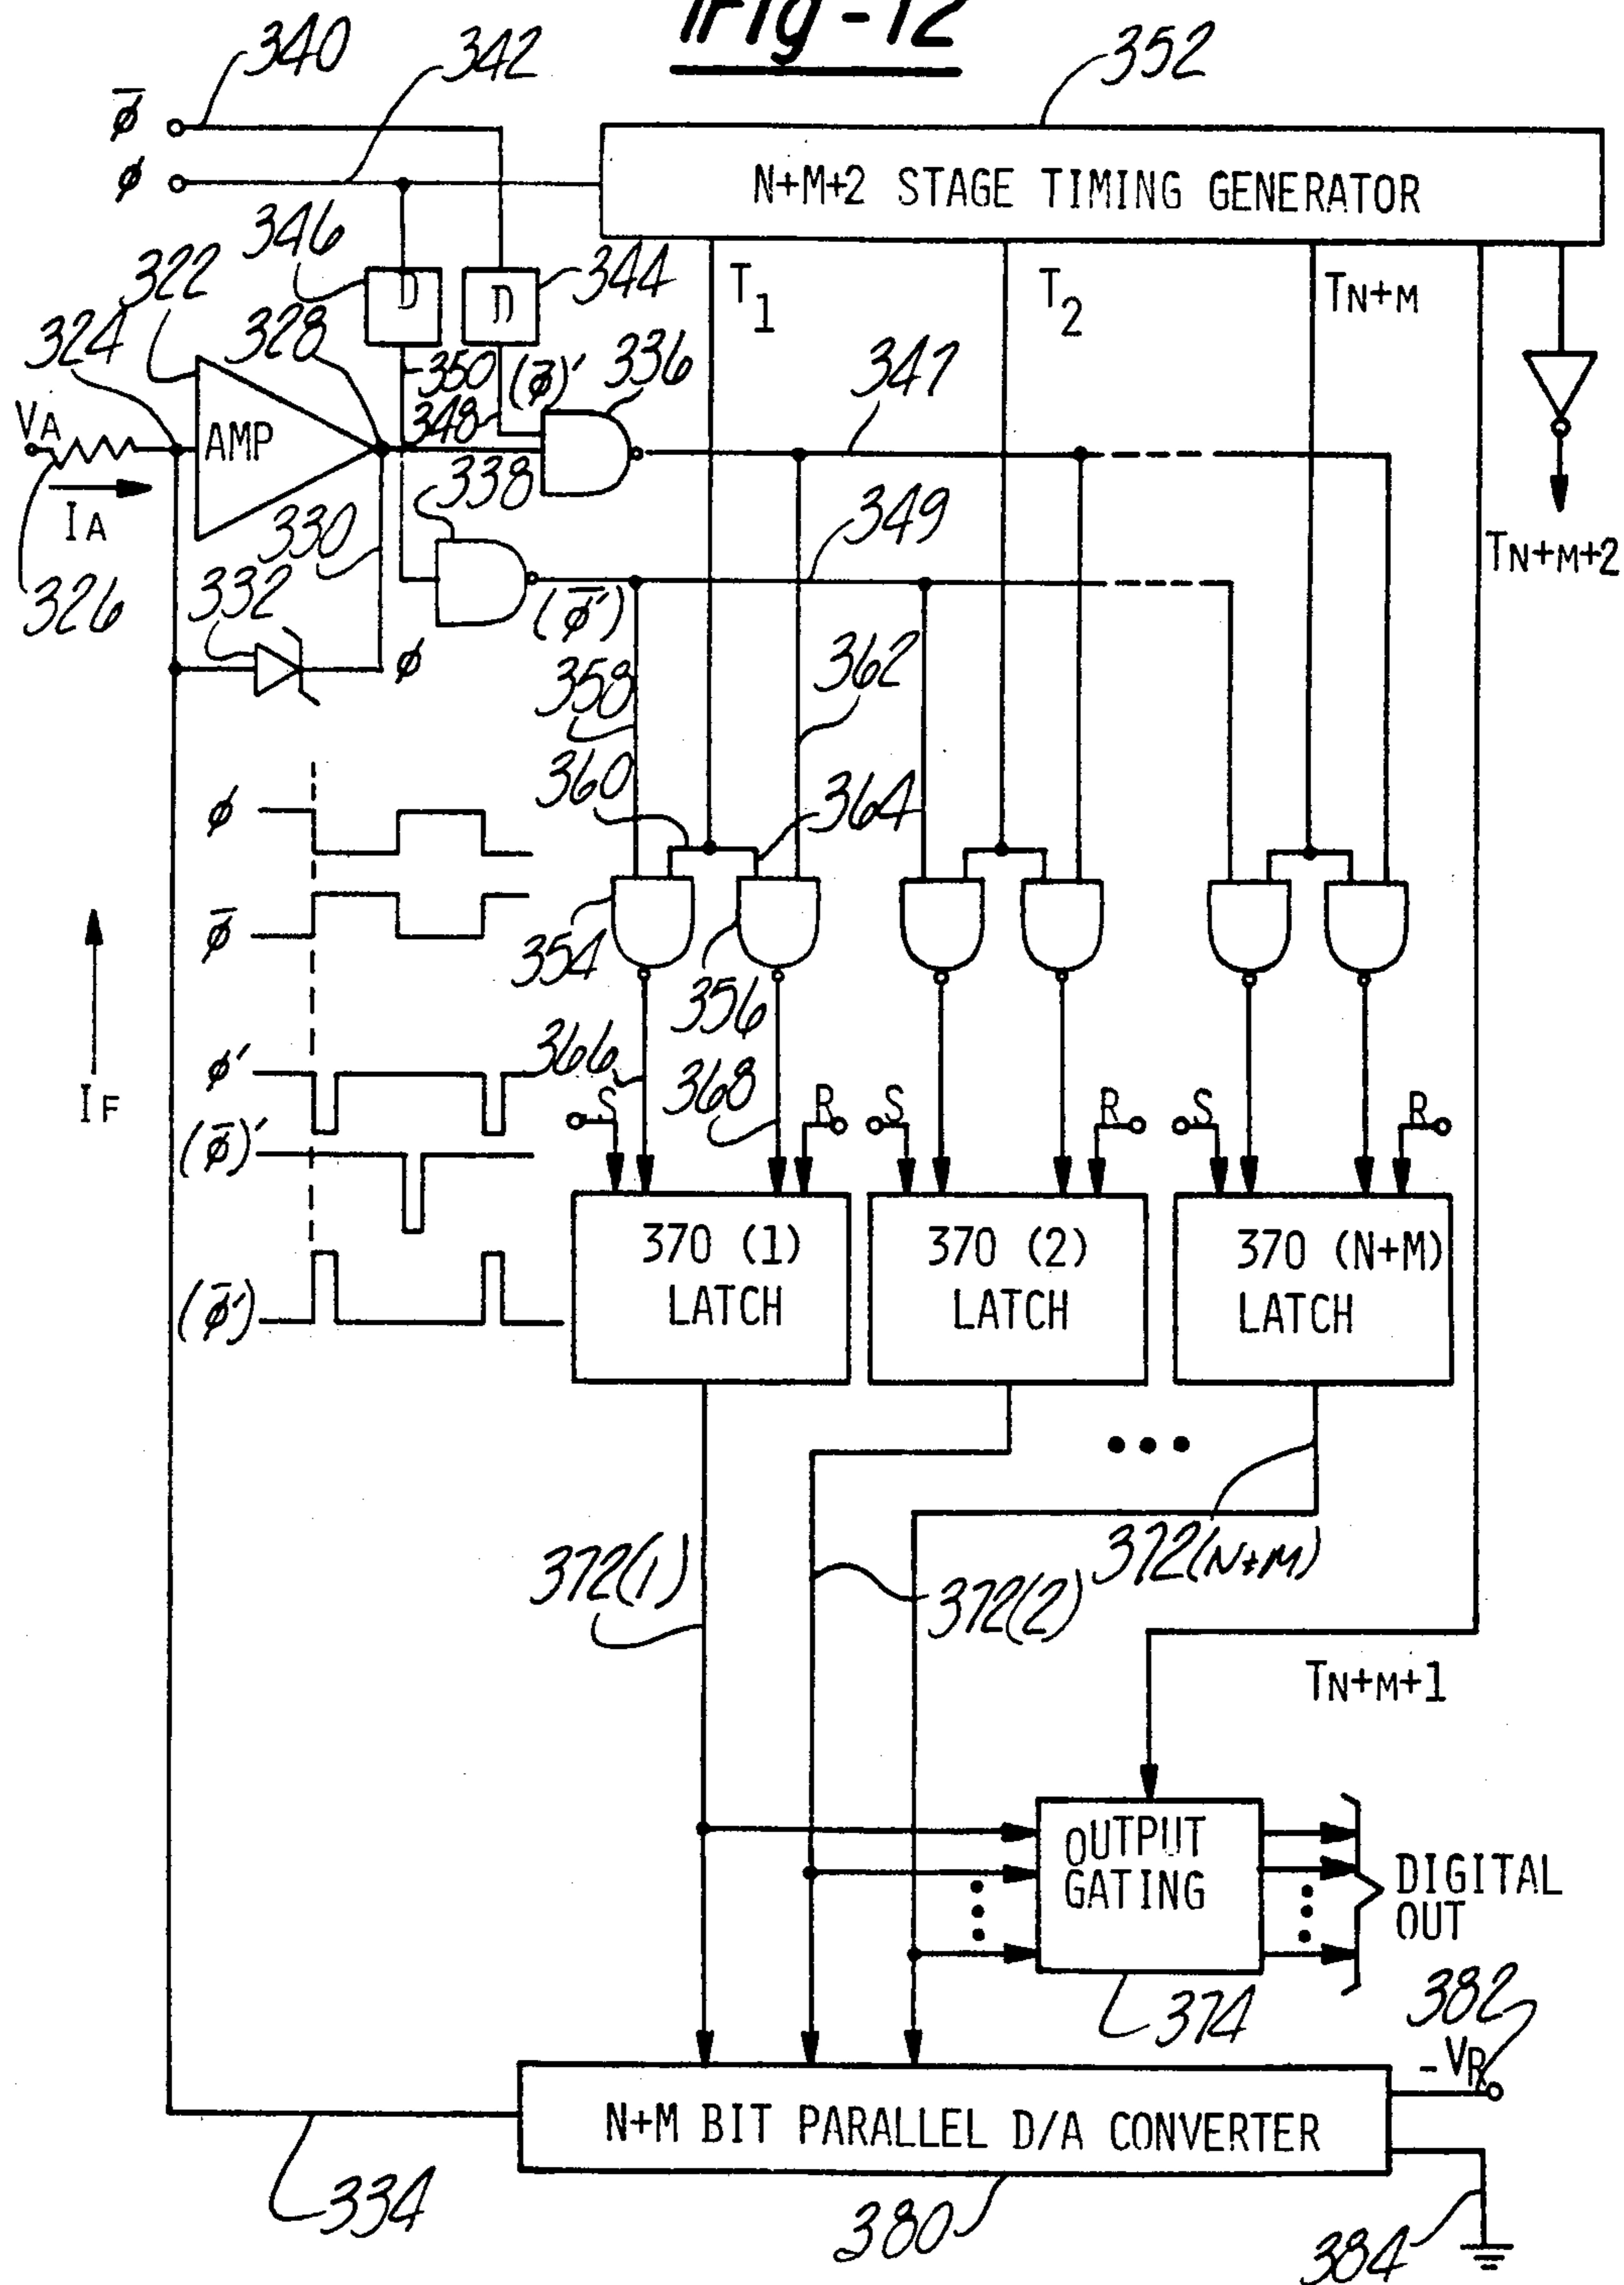 Fig-12
340
342
352
φ̅
φ
N+M+2 STAGE TIMING GENERATOR
346
322
D
D
344
T1
T2
TN+M
324
328
350
(φ̅)′
336
347
348
VA
AMP
338
IA
330
349
TN+M+2
326
332
(φ̅′)
φ
358
362
360
364
φ
φ̅
354
356
φ′
366
368
IF
S
R
S
R
S
R
(φ̅)′
370 (1)
LATCH
370 (2)
LATCH
370 (N+M)
LATCH
(φ̅′)
372(1)
372(2)
372(N+M)
TN+M+1
OUTPUT
GATING
DIGITAL
OUT
374
382
-VR
N+M BIT PARALLEL D/A CONVERTER
334
380
384